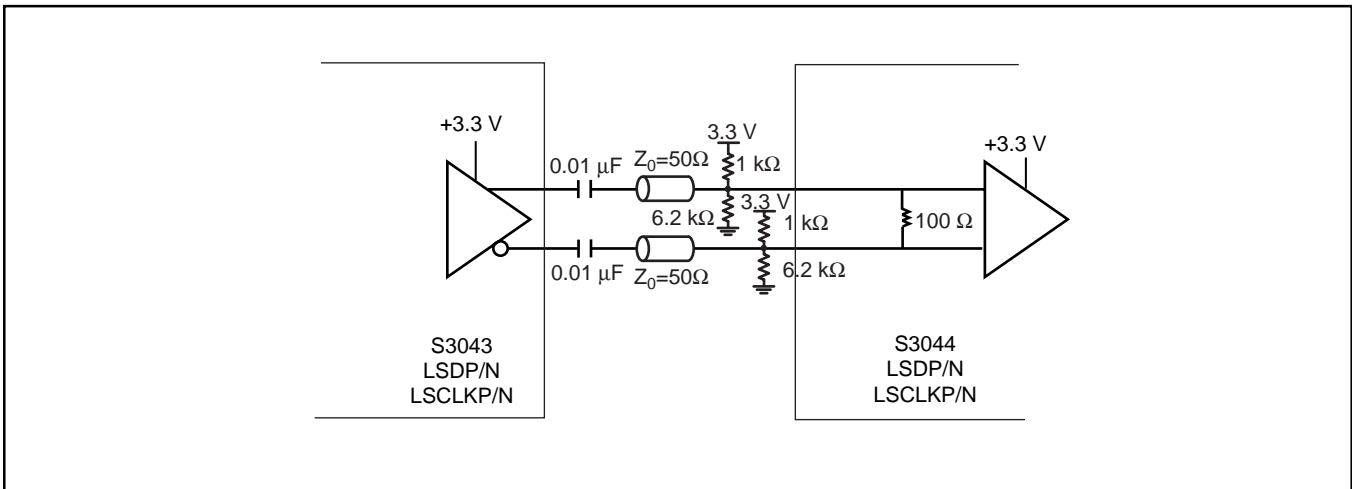 +3.3 V
0.01 μF
Z₀=50Ω
3.3 V
1 kΩ
6.2 kΩ
3.3 V
1 kΩ
6.2 kΩ
0.01 μF
Z₀=50Ω
+3.3 V
100 Ω
S3043
LSDP/N
LSCLKP/N
S3044
LSDP/N
LSCLKP/N